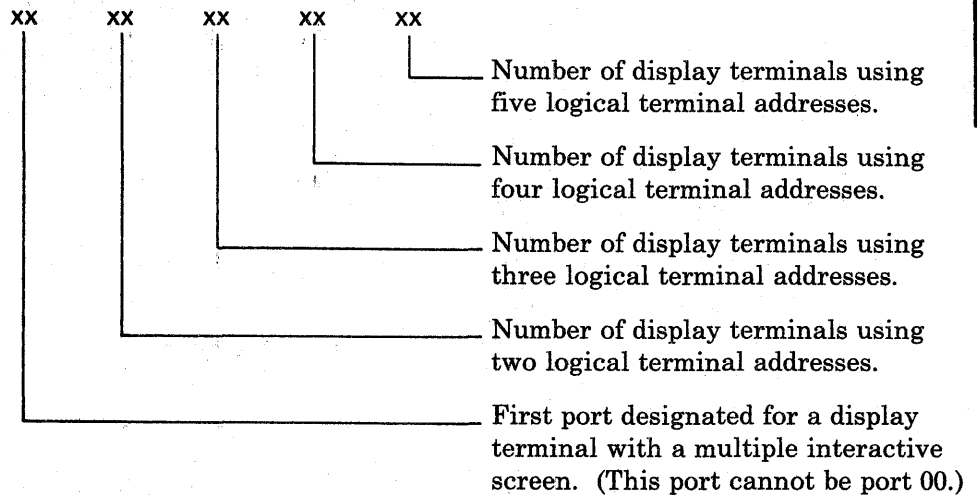 xx xx xx xx xx
Number of display terminals using
five logical terminal addresses.
Number of display terminals using
four logical terminal addresses.
Number of display terminals using
three logical terminal addresses.
Number of display terminals using
two logical terminal addresses.
First port designated for a display
terminal with a multiple interactive
screen. (This port cannot be port 00.)